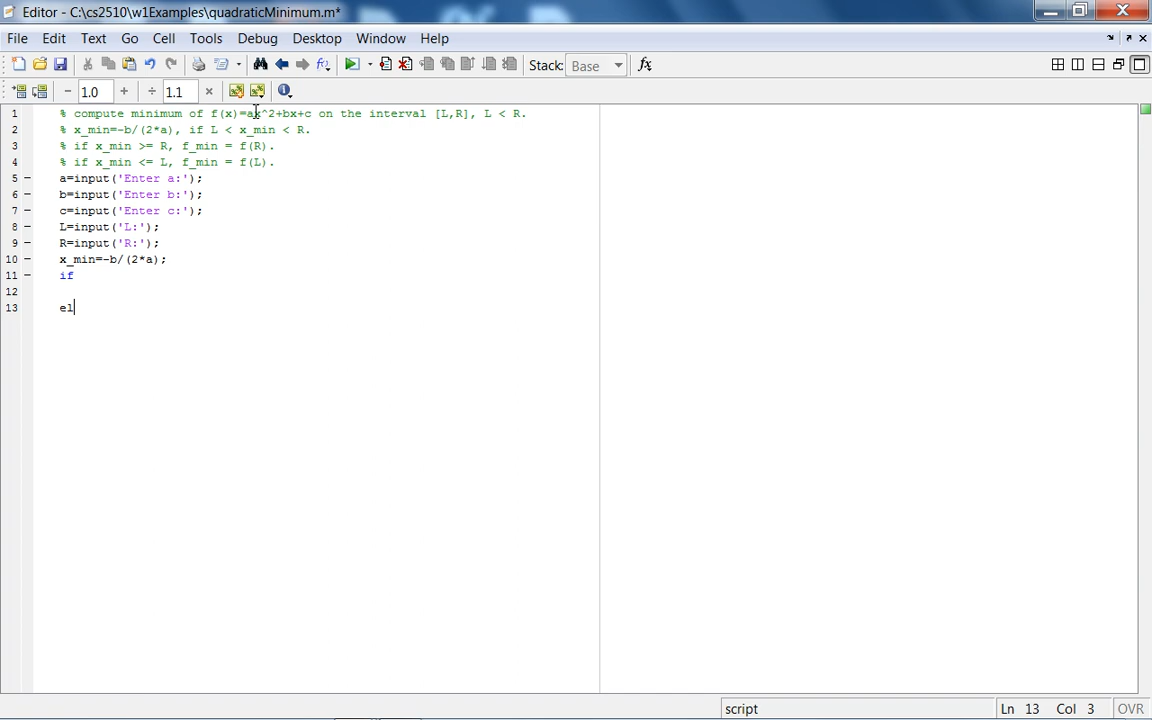 Editor - C:\cs2510\w1Examples\quadraticMinimum.m*
File Edit Text Go Cell Tools Debug Desktop Window Help
Stack: Base fx
- 1.0 + ÷ 1.1 ×
1 % compute minimum of f(x)=ax^2+bx+c on the interval [L,R], L < R.
2 % x_min=-b/(2*a), if L < x_min < R.
3 % if x_min >= R, f_min = f(R).
4 % if x_min <= L, f_min = f(L).
5 - a=input('Enter a:');
6 - b=input('Enter b:');
7 - c=input('Enter c:');
8 - L=input('L:');
9 - R=input('R:');
10 - x_min=-b/(2*a);
11 - if
12
13 el
script Ln 13 Col 3 OVR